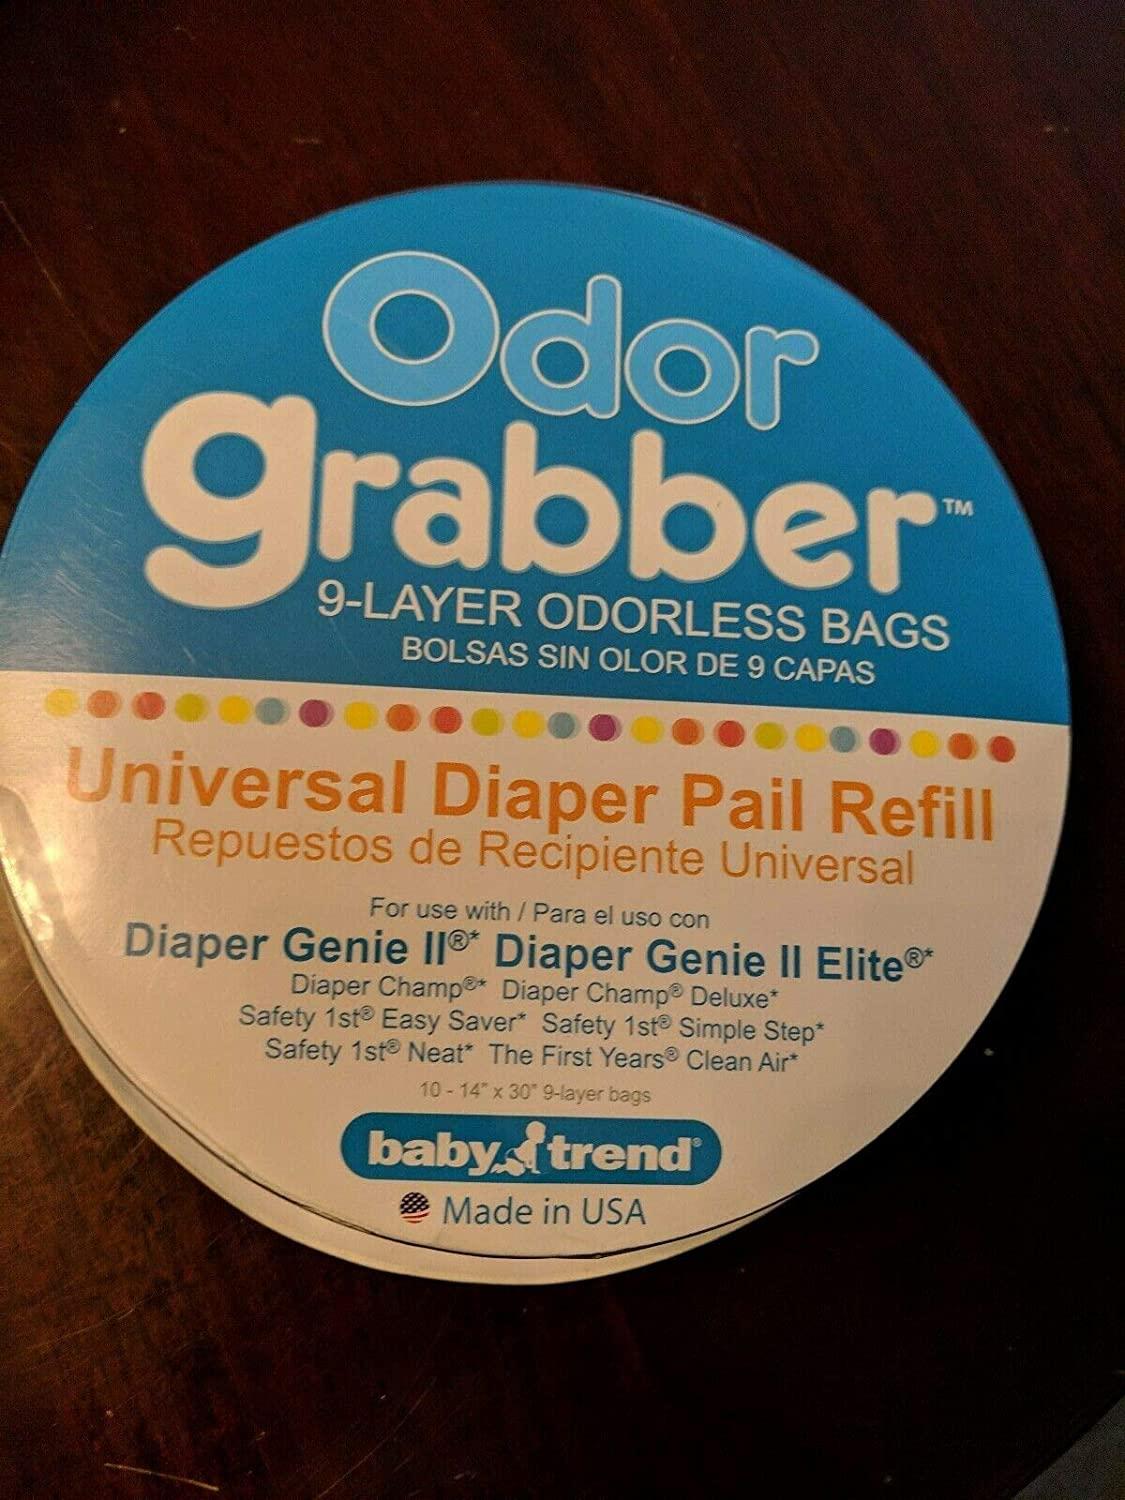 Odor
grabber™
9-LAYER ODORLESS BAGS
BOLSAS SIN OLOR DE 9 CAPAS
Universal Diaper Pail Refill
Repuestos de Recipiente Universal
For use with / Para el uso con
Diaper Genie II®* Diaper Genie II Elite®*
Diaper Champ®* Diaper Champ® Deluxe*
Safety 1st® Easy Saver* Safety 1st® Simple Step*
Safety 1st® Neat* The First Years® Clean Air*
10 - 14" x 30" 9-layer bags
baby trend®
Made in USA